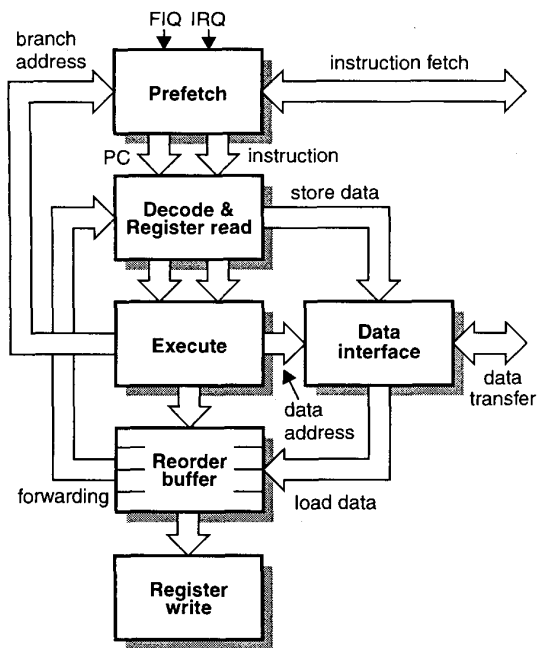 FIQ IRQ
branch
address
Prefetch
instruction fetch
PC
instruction
Decode &
Register read
store data
Execute
Data
interface
data
transfer
data
address
Reorder
buffer
forwarding
load data
Register
write